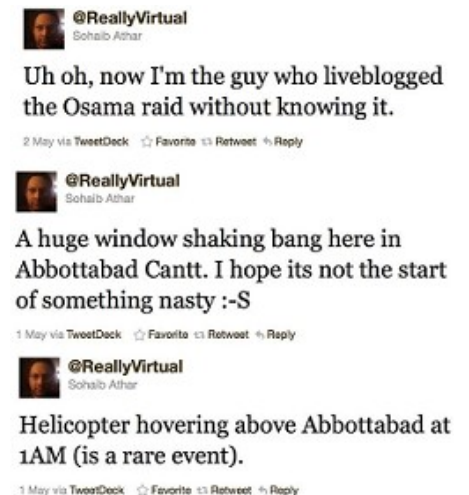 @ReallyVirtual
Sohaib Athar
Uh oh, now I'm the guy who liveblogged
the Osama raid without knowing it.
2 May via TweetDeck Favorite Retweet Reply
@ReallyVirtual
Sohaib Athar
A huge window shaking bang here in
Abbottabad Cantt. I hope its not the start
of something nasty :-S
1 May via TweetDeck Favorite Retweet Reply
@ReallyVirtual
Sohaib Athar
Helicopter hovering above Abbottabad at
1AM (is a rare event).
1 May via TweetDeck Favorite Retweet Reply